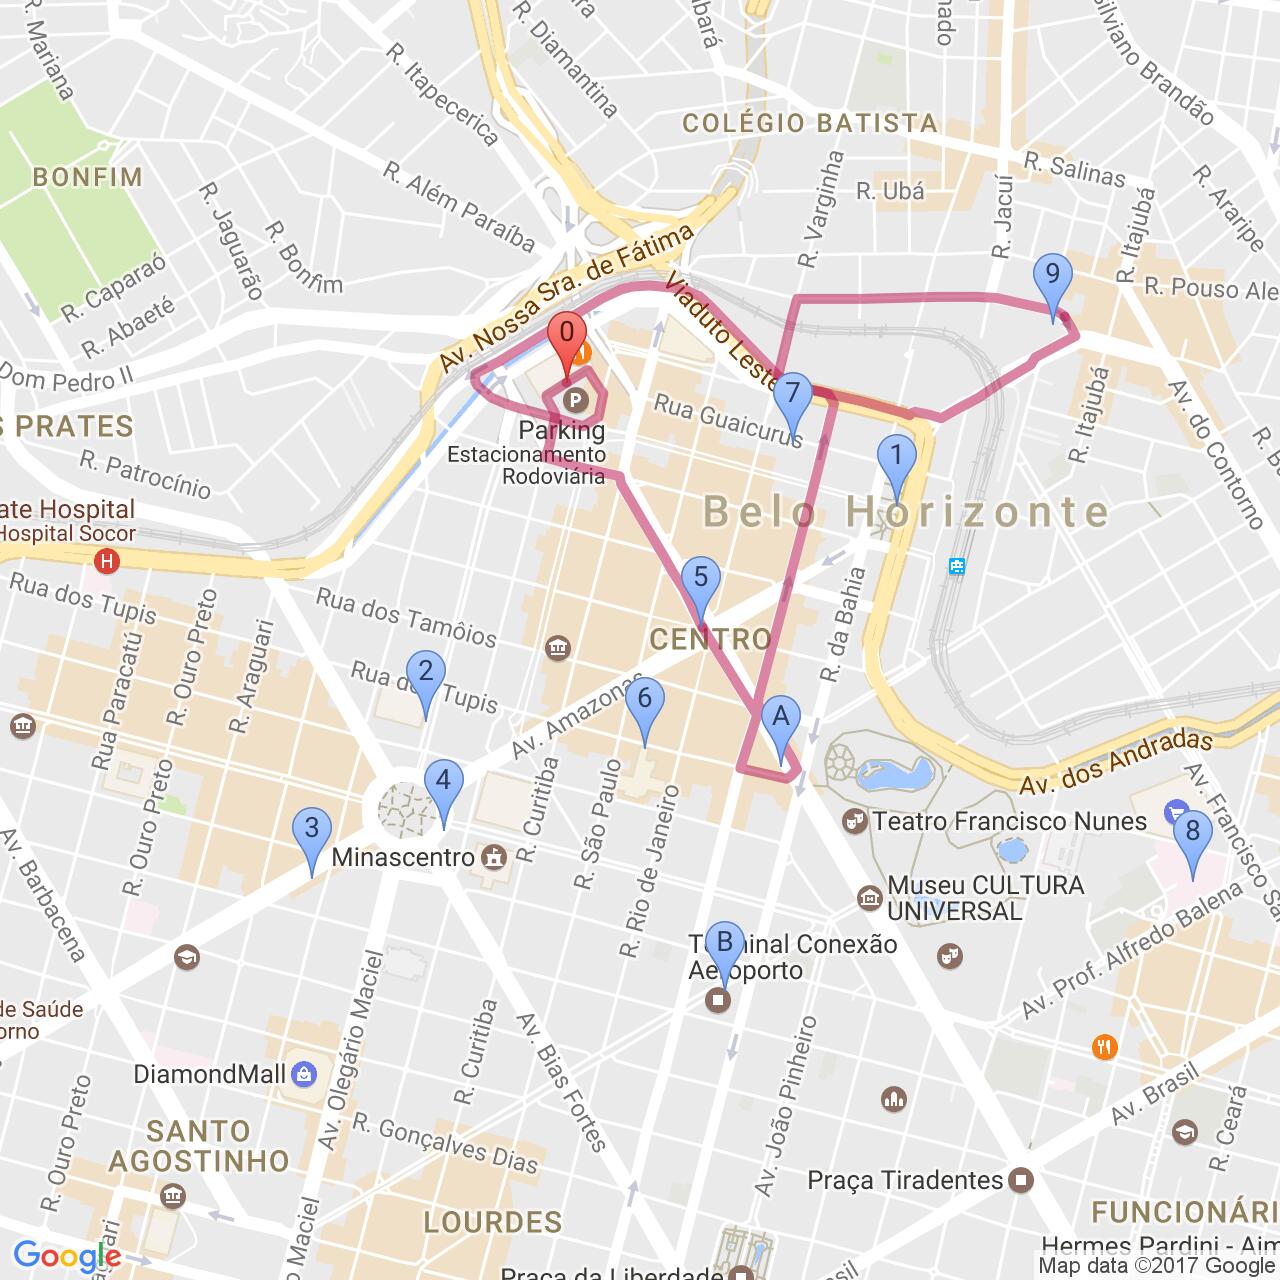 R. Mariana
R. Diamantina
R. Itapecerica
COLÉGIO BATISTA
Silviano Brandão
R. Salinas
BONFIM
R. Além Paraíba
R. Varginha
R. Ubá
R. Jacuí
R. Itajubá
R. Araripe
R. Jaguarão
R. Bonfim
Av. Nossa Sra. de Fátima
R. Caparaó
R. Abaeté
Viaduto Leste
9
R. Pouso Ale
Dom Pedro II
0
P
7
Rua Guaicurus
R. Itajubá
Av. do Contorno
S PRATES
Parking
Estacionamento
Rodoviária
R. Patrocínio
1
Belo Horizonte
ate Hospital
Hospital Socor
H
Rua dos Tupis
Rua dos Tamôios
5
R. da Bahia
CENTRO
Rua Paracatu
R. Ouro Preto
R. Araguari
Rua dos Tupis
2
6
A
Av. Amazonas
Av. dos Andradas
4
3
Minascentro
R. Ouro Preto
R. Curitiba
R. São Paulo
R. Rio de Janeiro
Teatro Francisco Nunes
8
Av. Francisco Sa
Av. Barbacena
Museu CULTURA
UNIVERSAL
B
Terminal Conexão
Aeroporto
Av. Prof. Alfredo Balena
de Saúde
orno
Av. Olegário Maciel
R. Curitiba
Av. Bias Fortes
Av. João Pinheiro
DiamondMall
R. Ouro Preto
SANTO
AGOSTINHO
R. Gonçalves Dias
Av. Brasil
R. Ceará
Praça Tiradentes
LOURDES
FUNCIONÁRI
Hermes Pardini - Aim
guari
Maciel
Google
Praça da Liberdade
Map data ©2017 Google